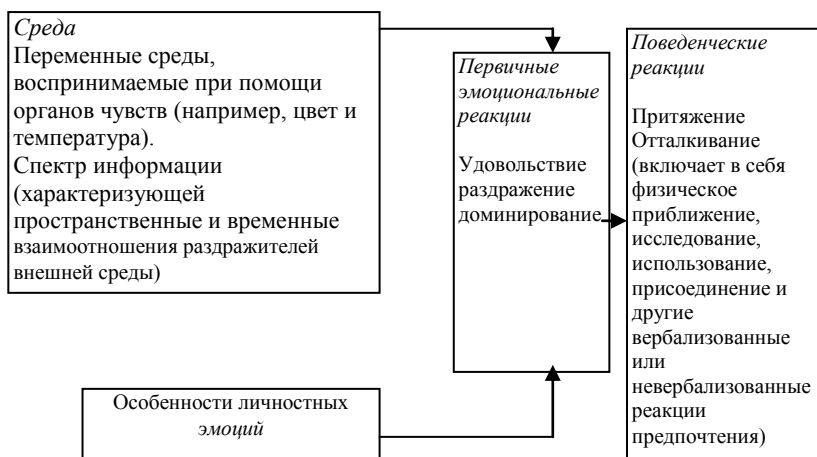 Среда
Переменные среды,
воспринимаемые при помощи
органов чувств (например, цвет и
температура).
Спектр информации
(характеризующей
пространственные и временные
взаимоотношения раздражителей
внешней среды)
Первичные
эмоциональные
реакции
Удовольствие
раздражение
доминирование
Поведенческие
реакции
Притяжение
Отталкивание
(включает в себя
физическое
приближение,
исследование,
использование,
присоединение и
другие
вербализованные
или
невербализованные
реакции
предпочтения)
Особенности личностных
эмоций